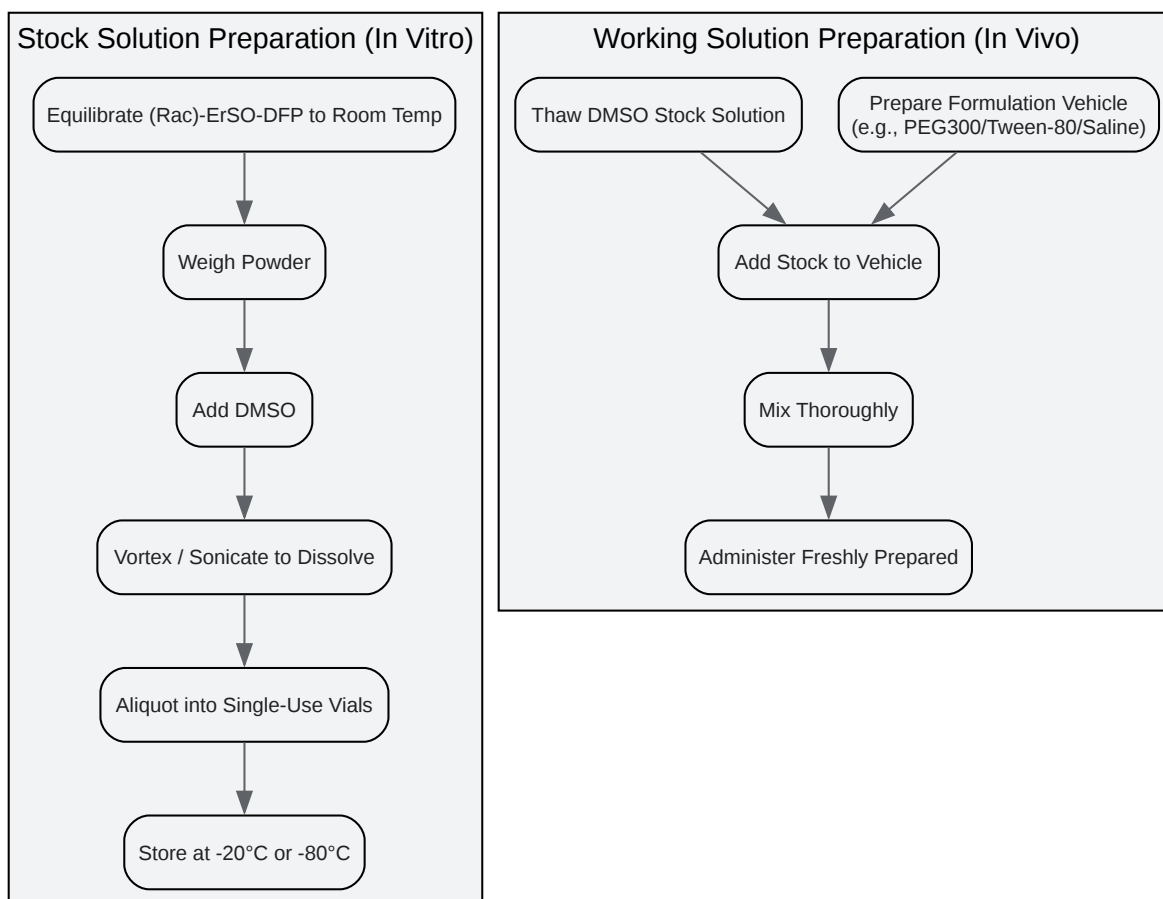 Stock Solution Preparation (In Vitro)
Equilibrate (Rac)-ErSO-DFP to Room Temp
Weigh Powder
Add DMSO
Vortex / Sonicate to Dissolve
Aliquot into Single-Use Vials
Store at -20°C or -80°C
Working Solution Preparation (In Vivo)
Thaw DMSO Stock Solution
Prepare Formulation Vehicle
(e.g., PEG300/Tween-80/Saline)
Add Stock to Vehicle
Mix Thoroughly
Administer Freshly Prepared